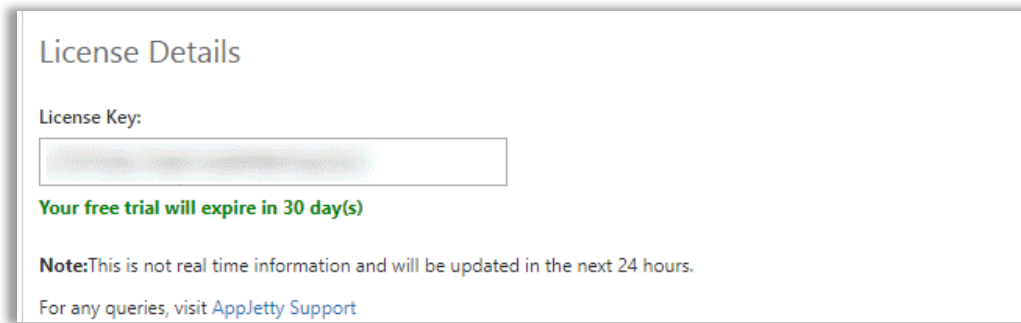 License Details
License Key:
Your free trial will expire in 30 day(s)
Note:This is not real time information and will be updated in the next 24 hours.
For any queries, visit AppJetty Support